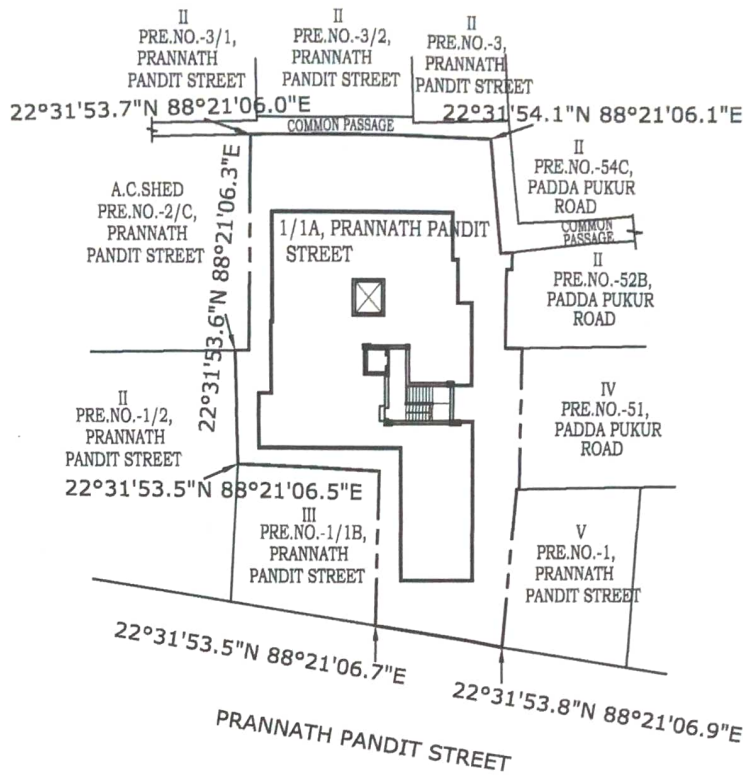 II
PRE.NO.-3/1,
PRANNATH
PANDIT STREET
II
PRE.NO.-3/2,
PRANNATH
PANDIT STREET
II
PRE.NO.-3,
PRANNATH
PANDIT STREET
22°31'53.7"N 88°21'06.0"E
22°31'54.1"N 88°21'06.1"E
COMMON PASSAGE
II
PRE.NO.-54C,
PADDA PUKUR
ROAD
COMMON
PASSAGE
A.C.SHED
PRE.NO.-2/C,
PRANNATH
PANDIT STREET
22°31'53.6"N 88°21'06.3"E
1/1A, PRANNATH PANDIT
STREET
II
PRE.NO.-52B,
PADDA PUKUR
ROAD
II
PRE.NO.-1/2,
PRANNATH
PANDIT STREET
IV
PRE.NO.-51,
PADDA PUKUR
ROAD
22°31'53.5"N 88°21'06.5"E
III
PRE.NO.-1/1B,
PRANNATH
PANDIT STREET
V
PRE.NO.-1,
PRANNATH
PANDIT STREET
22°31'53.5"N 88°21'06.7"E
22°31'53.8"N 88°21'06.9"E
PRANNATH PANDIT STREET